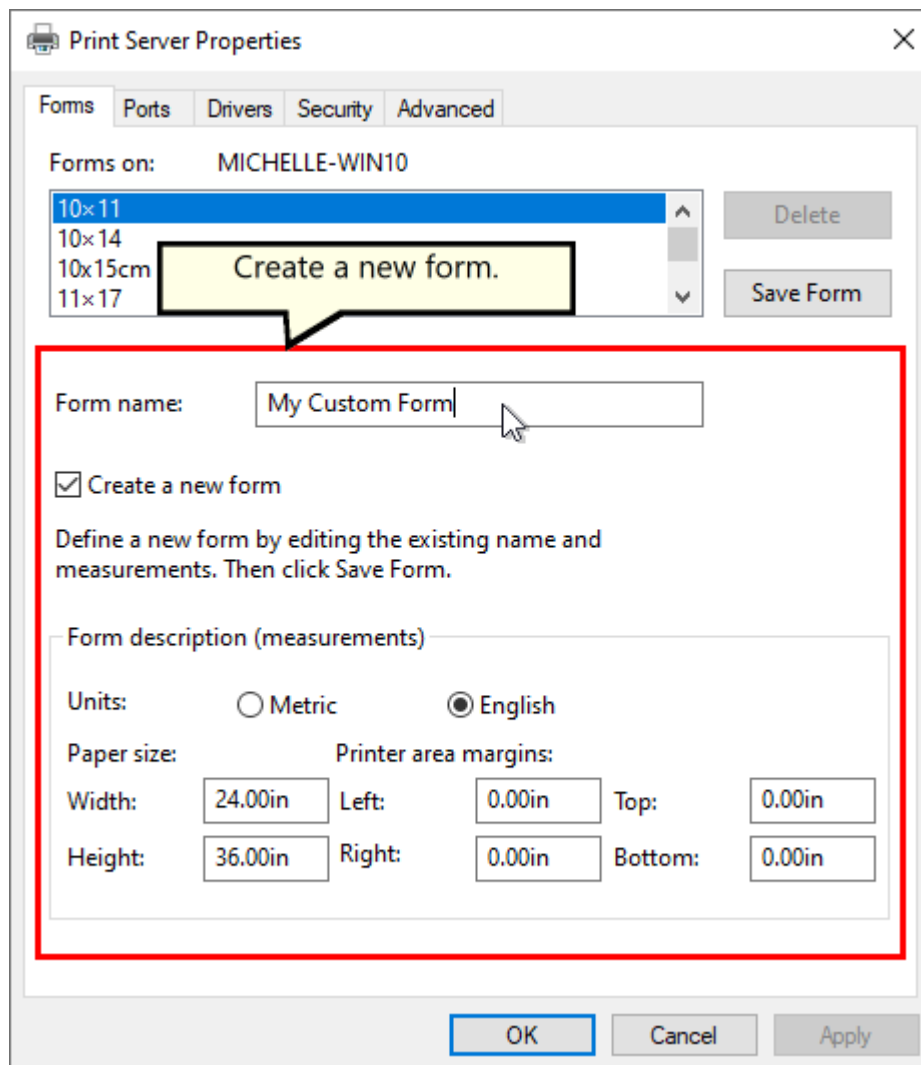 Print Server Properties
Forms Ports Drivers Security Advanced
Forms on: MICHELLE-WIN10
10×11
10×14
10x15cm
11×17
Delete
Save Form
Create a new form.
Form name: My Custom Form
Create a new form
Define a new form by editing the existing name and
measurements. Then click Save Form.
Form description (measurements)
Units: Metric English
Paper size: Printer area margins:
Width: 24.00in Left: 0.00in Top: 0.00in
Height: 36.00in Right: 0.00in Bottom: 0.00in
OK Cancel Apply